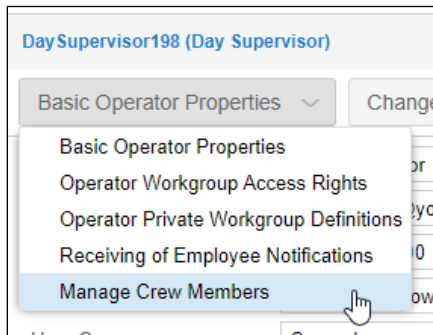 DaySupervisor198 (Day Supervisor)
Basic Operator Properties
Basic Operator Properties
Operator Workgroup Access Rights
Operator Private Workgroup Definitions
Receiving of Employee Notifications
Manage Crew Members